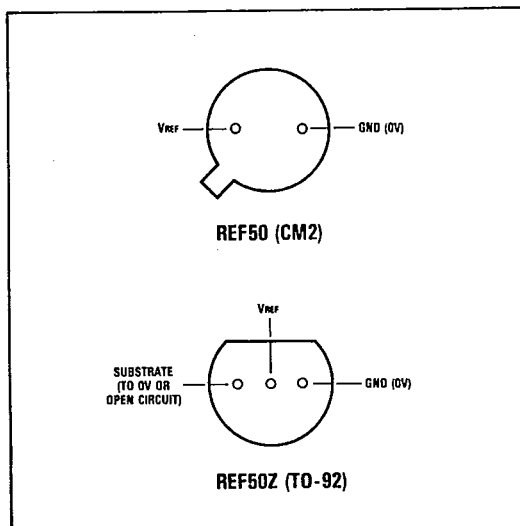 VREF
GND (0V)
REF50 (CM2)
VREF
SUBSTRATE
(TO 0V OR
OPEN CIRCUIT)
GND (0V)
REF50Z (TO-92)